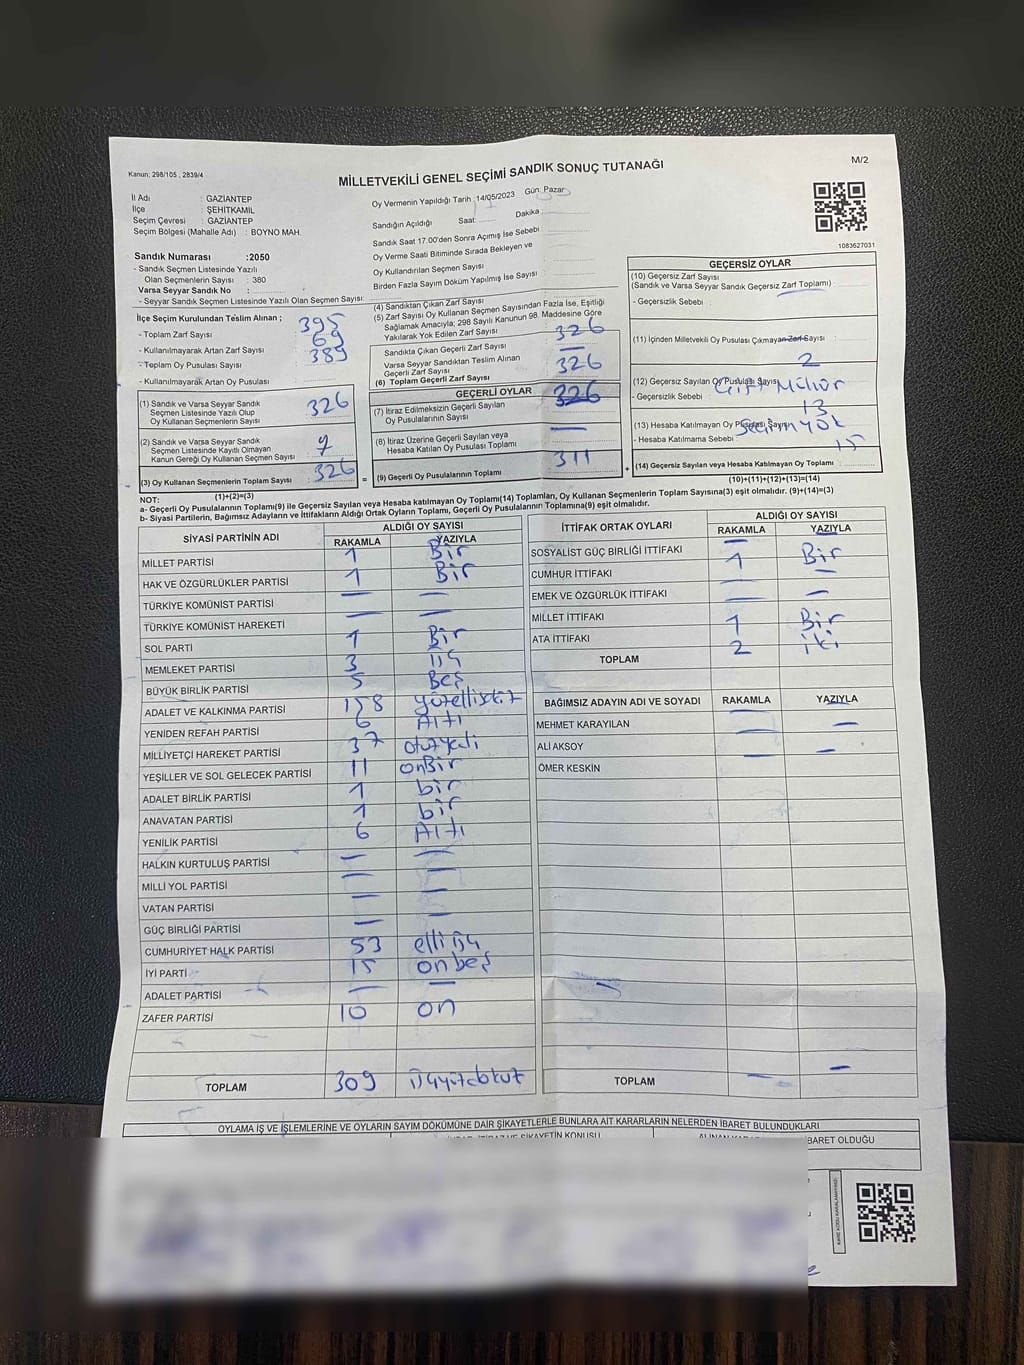 Kanun: 298/105 , 2839/4
M/2
MİLLETVEKİLİ GENEL SEÇİMİ SANDIK SONUÇ TUTANAĞI
İl Adı : GAZİANTEP
İlçe : ŞEHİTKAMİL
Seçim Çevresi : GAZİANTEP
Seçim Bölgesi (Mahalle Adı) : BOYNO MAH.
Oy Vermenin Yapıldığı Tarih : 14/05/2023 Gün: Pazar
Sandığın Açıldığı Saat: Dakika :
Sandık Saat 17:00'den Sonra Açımış İse Sebebi :
Oy Verme Saati Bitiminde Sırada Bekleyen ve
Oy Kullandırılan Seçmen Sayısı :
Birden Fazla Sayım Döküm Yapılmış İse Sayısı :
1083627031
Sandık Numarası :2050
- Sandık Seçmen Listesinde Yazılı
Olan Seçmenlerin Sayısı : 380
Varsa Seyyar Sandık No :
- Seyyar Sandık Seçmen Listesinde Yazılı Olan Seçmen Sayısı:
İlçe Seçim Kurulundan Teslim Alınan ;
- Toplam Zarf Sayısı : 395
- Kullanılmayarak Artan Zarf Sayısı : 69
- Toplam Oy Pusulası Sayısı : 389
- Kullanılmayarak Artan Oy Pusulası :
(1) Sandık ve Varsa Seyyar Sandık
Seçmen Listesinde Yazılı Olup
Oy Kullanan Seçmenlerin Sayısı : 326
(2) Sandık ve Varsa Seyyar Sandık
Seçmen Listesinde Kayıtlı Olmayan
Kanun Gereği Oy Kullanan Seçmen Sayısı :
(3) Oy Kullanan Seçmenlerin Toplam Sayısı : 326
(1)+(2)=(3)
(4) Sandıktan Çıkan Zarf Sayısı
(5) Zarf Sayısı Oy Kullanan Seçmen Sayısından Fazla İse, Eşitliği
Sağlamak Amacıyla; 298 Sayılı Kanunun 98. Maddesine Göre
Yakılarak Yok Edilen Zarf Sayısı : 326
Sandıkta Çıkan Geçerli Zarf Sayısı : —
Varsa Seyyar Sandıktan Teslim Alınan
Geçerli Zarf Sayısı : 326
(6) Toplam Geçerli Zarf Sayısı
GEÇERLİ OYLAR
(7) İtiraz Edilmeksizin Geçerli Sayılan
Oy Pusulalarının Sayısı : 326
(8) İtiraz Üzerine Geçerli Sayılan veya
Hesaba Katılan Oy Pusulası Toplamı : —
(9) Geçerli Oy Pusulalarının Toplamı : 311
GEÇERSİZ OYLAR
(10) Geçersiz Zarf Sayısı
(Sandık ve Varsa Seyyar Sandık Geçersiz Zarf Toplamı) :
- Geçersizlik Sebebi :
(11) İçinden Milletvekili Oy Pusulası Çıkmayan Zarf Sayısı :
2
(12) Geçersiz Sayılan Oy Pusulası Sayısı :
- Geçersizlik Sebebi : Çift Mühür
13
(13) Hesaba Katılmayan Oy Pusulası Sayısı :
- Hesaba Katılmama Sebebi : Seçim yok
15
(14) Geçersiz Sayılan veya Hesaba Katılmayan Oy Toplamı :
(10)+(11)+(12)+(13)=(14)
NOT:
a- Geçerli Oy Pusulalarının Toplamı(9) ile Geçersiz Sayılan veya Hesaba katılmayan Oy Toplamı(14) Toplamları, Oy Kullanan Seçmenlerin Toplam Sayısına(3) eşit olmalıdır. (9)+(14)=(3)
b- Siyasi Partilerin, Bağımsız Adayların ve İttifakların Aldığı Ortak Oyların Toplamı, Geçerli Oy Pusulalarının Toplamına(9) eşit olmalıdır.
SİYASİ PARTİNİN ADI ALDIĞI OY SAYISI
RAKAMLA YAZIYLA
MİLLET PARTİSİ 1 Bir
HAK VE ÖZGÜRLÜKLER PARTİSİ 1 Bir
TÜRKİYE KOMÜNİST PARTİSİ — —
TÜRKİYE KOMÜNİST HAREKETİ — —
SOL PARTİ 1 Bir
MEMLEKET PARTİSİ 3 üç
BÜYÜK BİRLİK PARTİSİ 5 Beş
ADALET VE KALKINMA PARTİSİ 158 yüzellisekiz
YENİDEN REFAH PARTİSİ 6 Altı
MİLLİYETÇİ HAREKET PARTİSİ 37 otuzyedi
YEŞİLLER VE SOL GELECEK PARTİSİ 11 onBir
ADALET BİRLİK PARTİSİ 1 bir
ANAVATAN PARTİSİ 1 bir
YENİLİK PARTİSİ 6 Altı
HALKIN KURTULUŞ PARTİSİ — —
MİLLİ YOL PARTİSİ — —
VATAN PARTİSİ — —
GÜÇ BİRLİĞİ PARTİSİ — —
CUMHURİYET HALK PARTİSİ 53 elli üç
İYİ PARTİ 15 onbeş
ADALET PARTİSİ — —
ZAFER PARTİSİ 10 on
TOPLAM 309 üçyüzdokuz
İTTİFAK ORTAK OYLARI ALDIĞI OY SAYISI
RAKAMLA YAZIYLA
SOSYALİST GÜÇ BİRLİĞİ İTTİFAKI — —
CUMHUR İTTİFAKI 1 Bir
EMEK VE ÖZGÜRLÜK İTTİFAKI — —
MİLLET İTTİFAKI — —
ATA İTTİFAKI 1 Bir
TOPLAM 2 iki
BAĞIMSIZ ADAYIN ADI VE SOYADI RAKAMLA YAZIYLA
MEHMET KARAYILAN — —
ALİ AKSOY —
ÖMER KESKİN — —
TOPLAM — —
OYLAMA İŞ VE İŞLEMLERİNE VE OYLARIN SAYIM DÖKÜMÜNE DAİR ŞİKAYETLERLE BUNLARA AİT KARARLARIN NELERDEN İBARET BULUNDUKLARI
BARET OLDUĞU